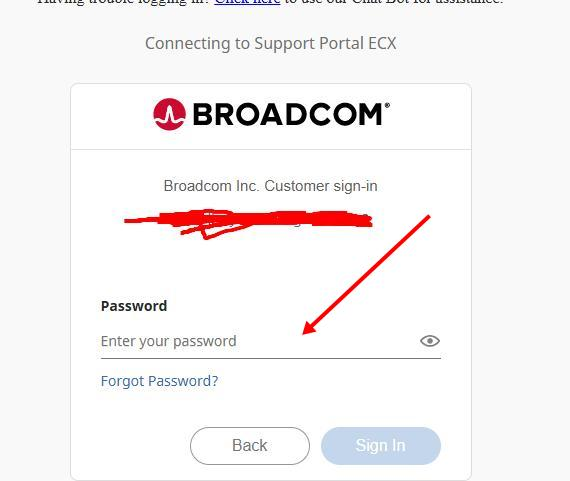 Having trouble logging in? Click here to use our Chat Bot for assistance.
Connecting to Support Portal ECX
BROADCOM®
Broadcom Inc. Customer sign-in
Password
Enter your password
Forgot Password?
Back
Sign In